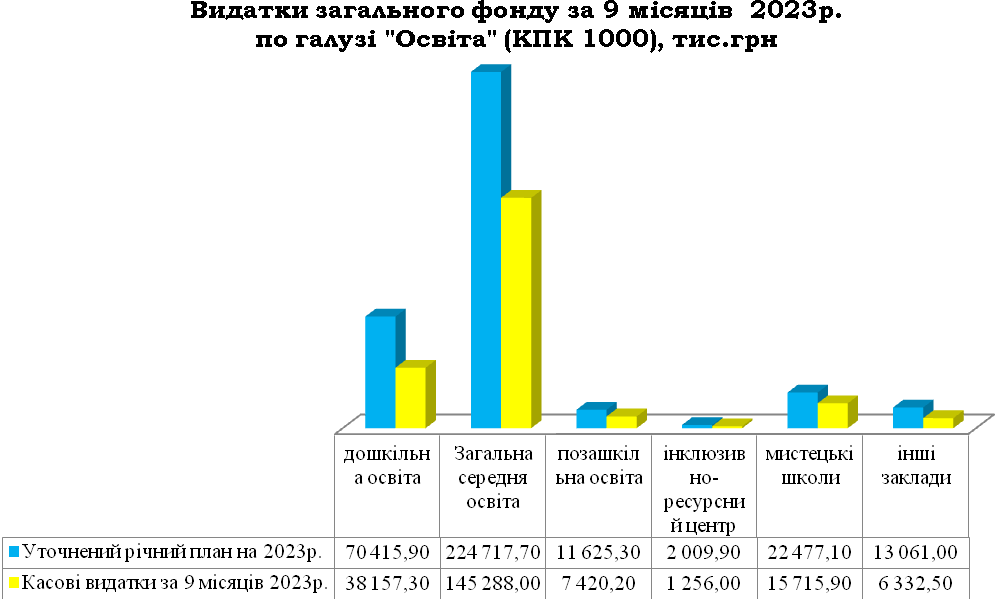 Видатки загального фонду за 9 місяців 2023р.
по галузі "Освіта" (КПК 1000), тис.грн
дошкільн
а освіта
Загальна
середня
освіта
позашкіл
ьна освіта
інклюзив
но-
ресурсни
й центр
мистецькі
школи
інші
заклади
Уточнений річний план на 2023р. 70 415,90 224 717,70 11 625,30 2 009,90 22 477,10 13 061,00
Касові видатки за 9 місяців 2023р. 38 157,30 145 288,00 7 420,20 1 256,00 15 715,90 6 332,50